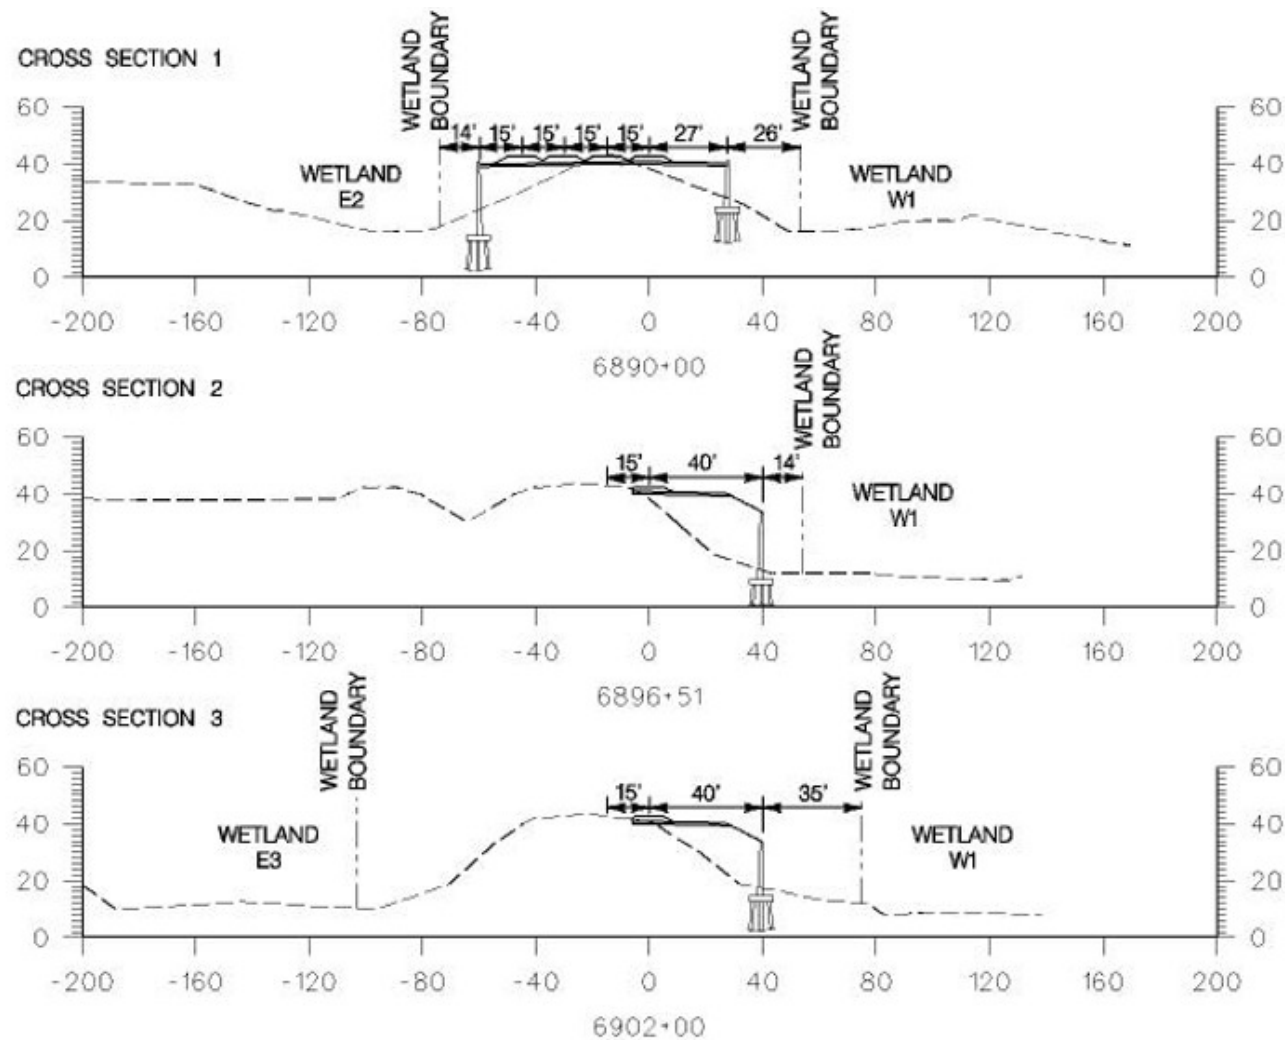 CROSS SECTION 1
WETLAND BOUNDARY
WETLAND BOUNDARY
60 60
14' 15' 15' 15' 15' 27' 26'
40 40
WETLAND E2
WETLAND W1
20 20
0 0
-200 -160 -120 -80 -40 0 40 80 120 160 200
6890+00
CROSS SECTION 2
WETLAND BOUNDARY
60 60
15' 40' 14'
40 40
WETLAND W1
20 20
0 0
-200 -160 -120 -80 -40 0 40 80 120 160 200
6896+51
CROSS SECTION 3
WETLAND BOUNDARY
WETLAND BOUNDARY
60 60
15' 40' 35'
40 40
WETLAND E3
WETLAND W1
20 20
0 0
-200 -160 -120 -80 -40 0 40 80 120 160 200
6902+00